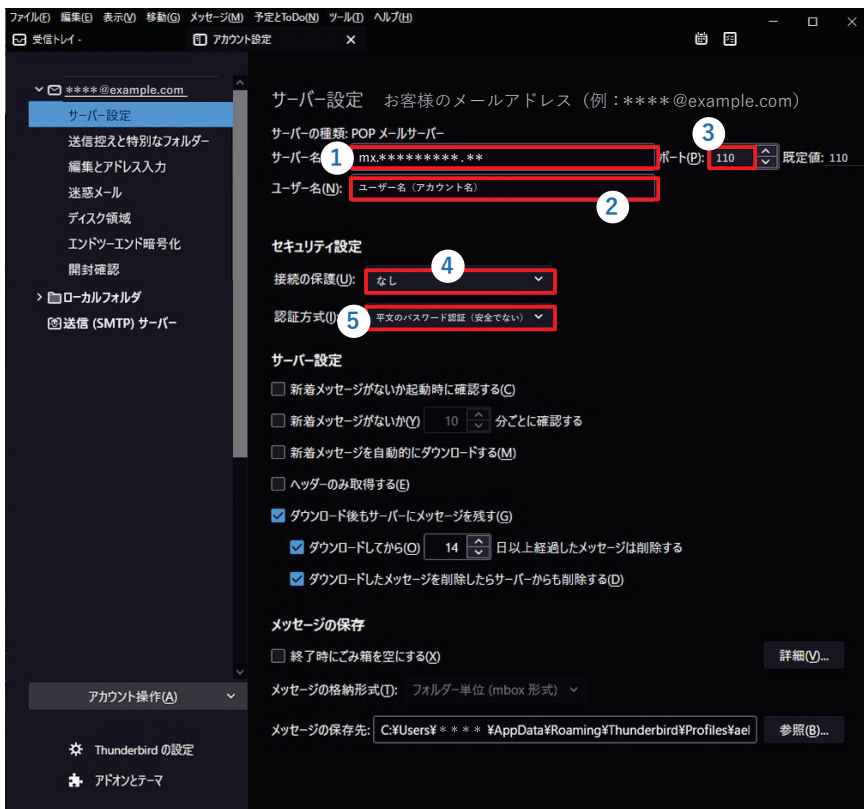 ファイル(F) 編集(E) 表示(V) 移動(G) メッセージ(M) 予定とToDo(N) ツール(T) ヘルプ(H)
受信トレイ - アカウント設定 ×
****@example.com
サーバー設定
送信控えと特別なフォルダー
編集とアドレス入力
迷惑メール
ディスク領域
エンドツーエンド暗号化
開封確認
ローカルフォルダ
送信 (SMTP) サーバー
アカウント操作(A)
Thunderbird の設定
アドオンとテーマ
サーバー設定 お客様のメールアドレス（例：****@example.com）
サーバーの種類: POP メールサーバー
サーバー名 1 mx.*********.** ポート(P): 3 110 既定値: 110
ユーザー名(N): ユーザー名（アカウント名） 2
セキュリティ設定
接続の保護(U): 4 なし
認証方式(I): 5 平文のパスワード認証（安全でない）
サーバー設定
新着メッセージがないか起動時に確認する(C)
新着メッセージがないか(Y) 10 分ごとに確認する
新着メッセージを自動的にダウンロードする(M)
ヘッダーのみ取得する(E)
ダウンロード後もサーバーにメッセージを残す(G)
ダウンロードしてから(O) 14 日以上経過したメッセージは削除する
ダウンロードしたメッセージを削除したらサーバーからも削除する(D)
メッセージの保存
終了時にごみ箱を空にする(X) 詳細(V)...
メッセージの格納形式(T): フォルダー単位 (mbox 形式)
メッセージの保存先: C:¥Users¥＊＊＊＊ ¥AppData¥Roaming¥Thunderbird¥Profiles¥ael 参照(B)...